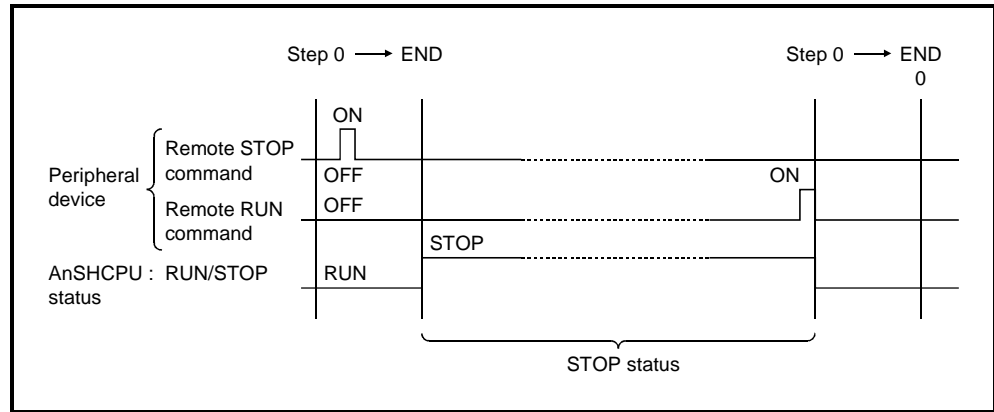 Step 0 → END
Step 0 → END
0
ON
Remote STOP
command
OFF
ON
Peripheral
device
Remote RUN
command
OFF
STOP
AnSHCPU : RUN/STOP
status
RUN
STOP status